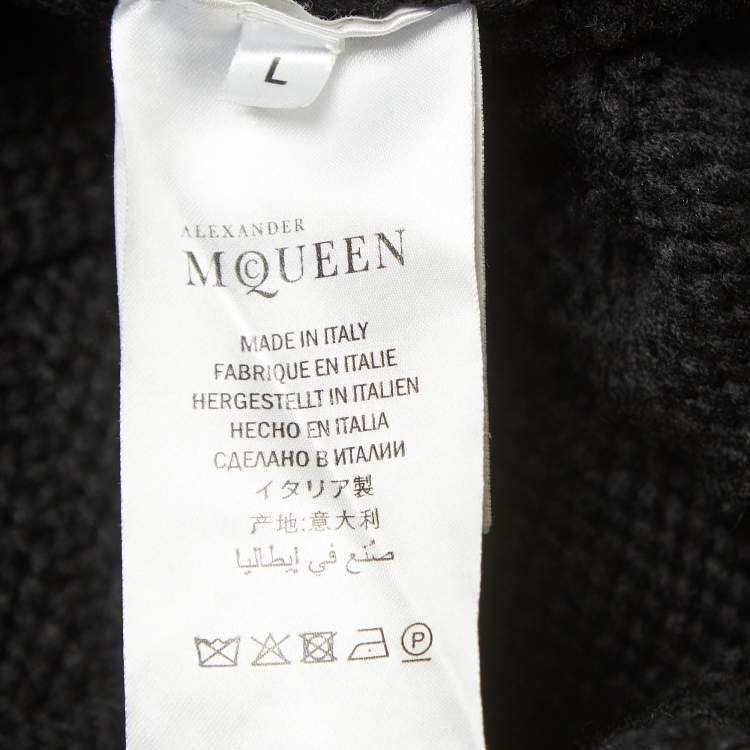 L
ALEXANDER
MCQUEEN
MADE IN ITALY
FABRIQUE EN ITALIE
HERGESTELLT IN ITALIEN
HECHO EN ITALIA
СДЕЛАНО В ИТАЛИИ
イタリア製
产地:意大利
صُنع في إيطاليا
P